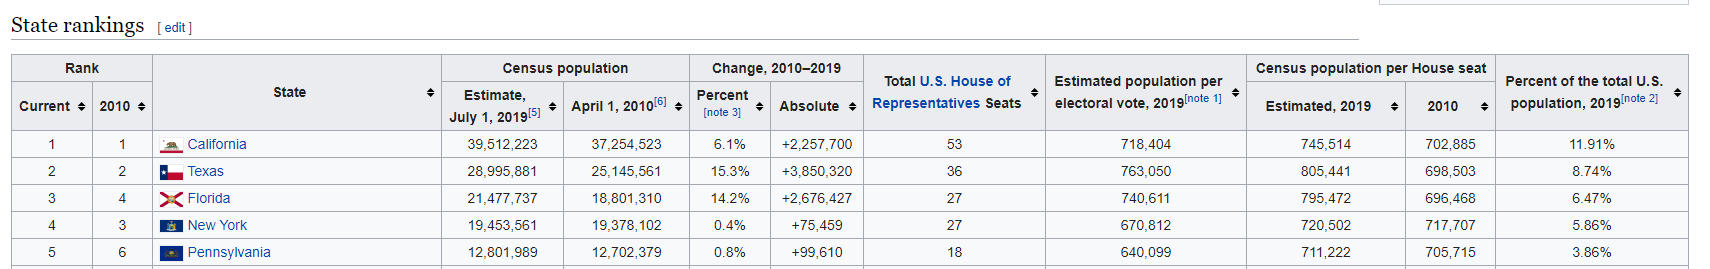 State rankings [ edit ]
Rank State Census population Change, 2010–2019 Total U.S. House of Representatives Seats Estimated population per electoral vote, 2019[note 1] Census population per House seat Percent of the total U.S. population, 2019[note 2]
Current 2010 Estimate, July 1, 2019[5] April 1, 2010[6] Percent [note 3] Absolute Estimated, 2019 2010
1 1 California 39,512,223 37,254,523 6.1% +2,257,700 53 718,404 745,514 702,885 11.91%
2 2 Texas 28,995,881 25,145,561 15.3% +3,850,320 36 763,050 805,441 698,503 8.74%
3 4 Florida 21,477,737 18,801,310 14.2% +2,676,427 27 740,611 795,472 696,468 6.47%
4 3 New York 19,453,561 19,378,102 0.4% +75,459 27 670,812 720,502 717,707 5.86%
5 6 Pennsylvania 12,801,989 12,702,379 0.8% +99,610 18 640,099 711,222 705,715 3.86%